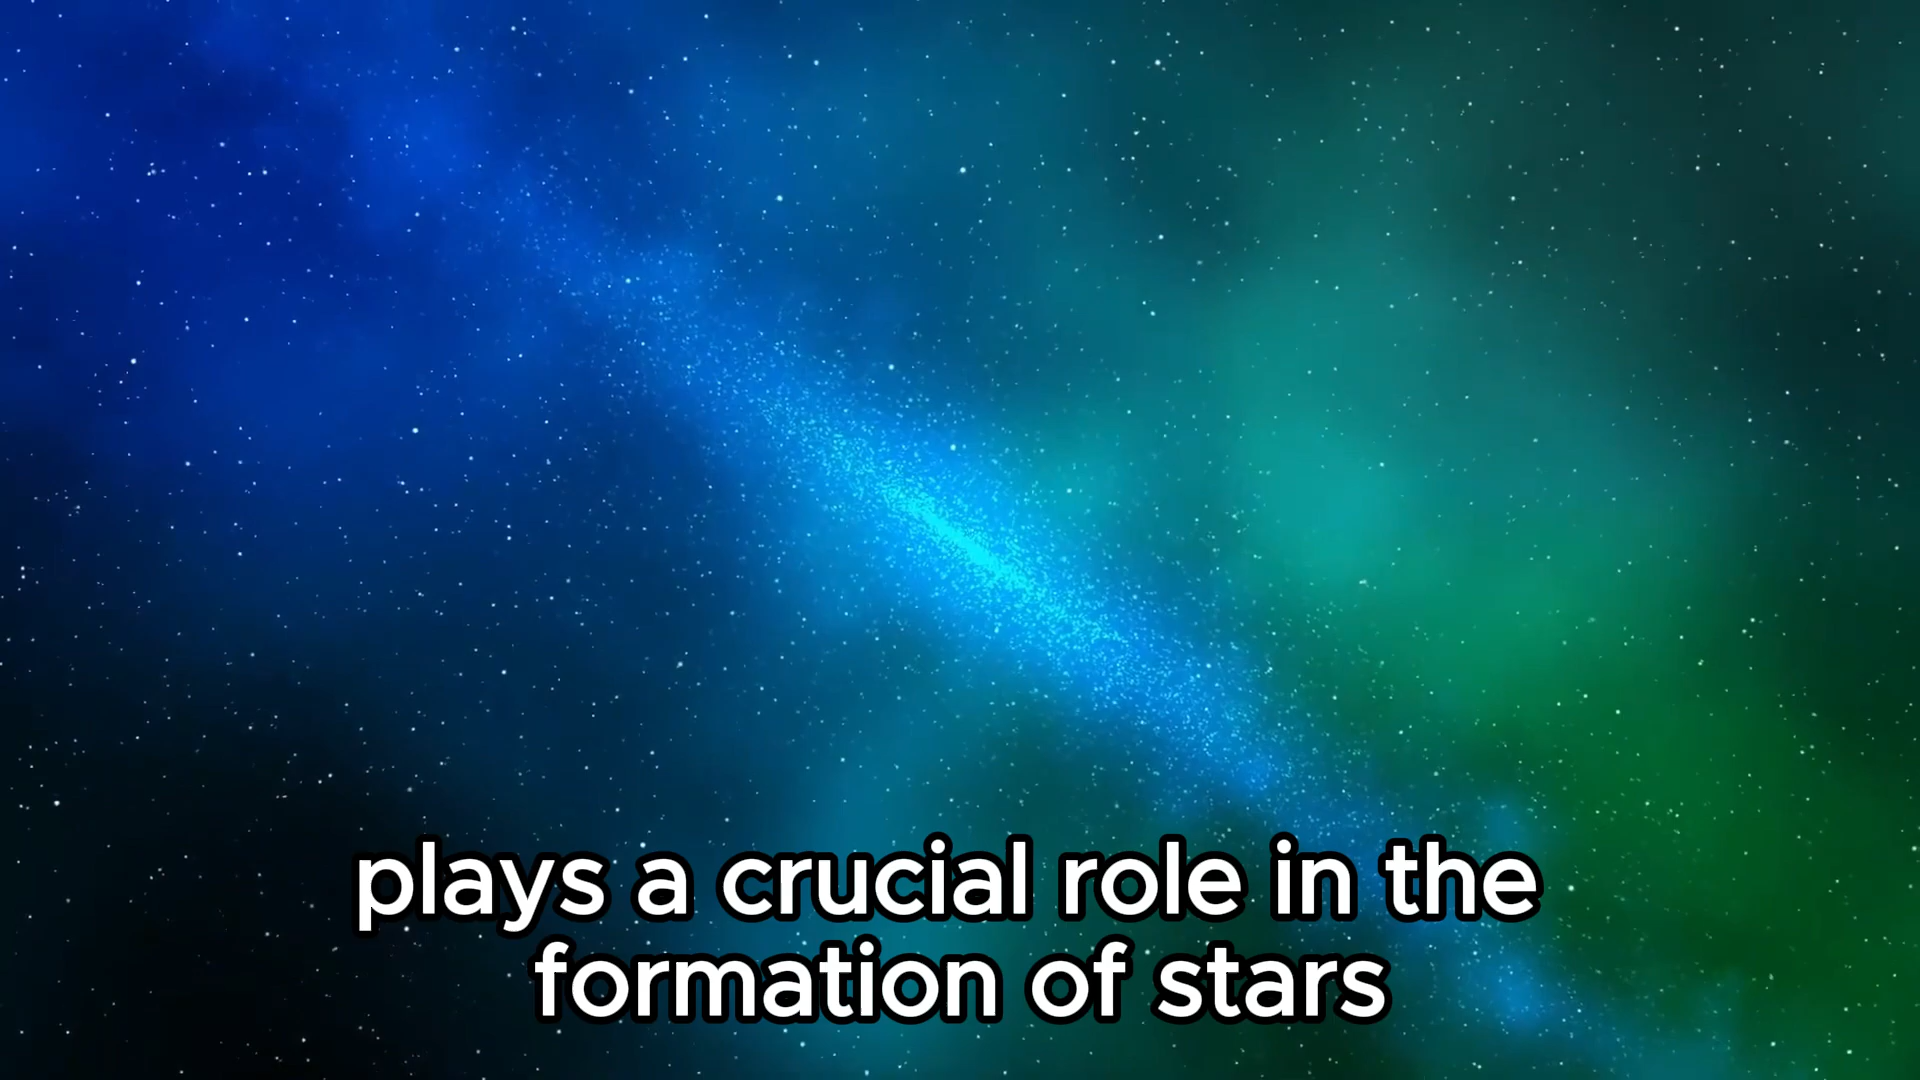 plays a crucial role in the
formation of stars